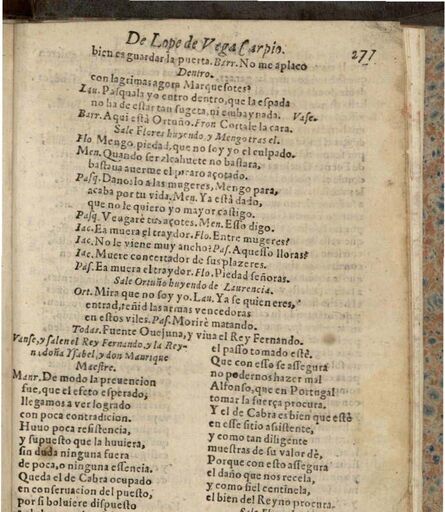 De Lope de Vega Carpio. 277
bien es guardar la puerta. Barr. No me aplaco
Dentro.
con lagrimas agora Marquesotes?
Lau. Pasquala yo entro dentro, que la espada
no ha de estar tan sugeta, ni embaynada. Vase.
Barr. Aqui está Ortuño. Fron Cortale la cara.
Sale Flores huyendo, y Mengo tras el.
Flo Mengo, piedad, que no soy yo el culpado.
Men. Quando ser alcahuete no bastara,
bastaua auerme el picaro açotado.
Pasq. Danoslo a las mugeres, Mengo para,
acaba por tu vida. Men. Ya està dado,
que no le quiero yo mayor castigo.
Pasq. Vengarè tus açotes. Men. Esso digo.
Iac. Ea muera el traydor. Flo. Entre mugeres?
Iac. No le viene muy ancho? Pas. Aquesso lloras?
Iac. Muere concertador de sus plazeres.
Pas. Ea muera el traydor. Flo. Piedad señoras.
Sale Ortuño huyendo de Laurencia.
Ort. Mira que no soy yo. Lau. Ya se quien eres,
entrad, teñid las armas vencedoras
en estos viles. Pas. Morirè matando.
Todas. Fuente Ouejuna, y viua el Rey Fernando.
Vanse, y salen el Rey Fernando, y la Reyna
doña Ysabel, y don Manrique
Maestre.
Manr. De modo la preuencion
fue, que el efeto esperado,
llegamos a ver logrado
con poca contradicion.
Huuo poca resistencia,
y supuesto que la huuiera,
sin duda ninguna fuera
de poca, o ninguna essencia.
Queda el de Cabra ocupado
en conseruacion del puesto,
por si boluiere dispuesto
el passo tomado estè.
Que con esso se assegura
no podernos hazer mal
Alfonso, que en Portugal
tomar la fuerça procura.
Y el de Cabra es bien que estè
en esse sitio asistente,
y como tan diligente
muestras de su valor dè,
Porque con esto assegura
el daño que nos recela,
y como fiel centinela,
el bien del Reyno procura.